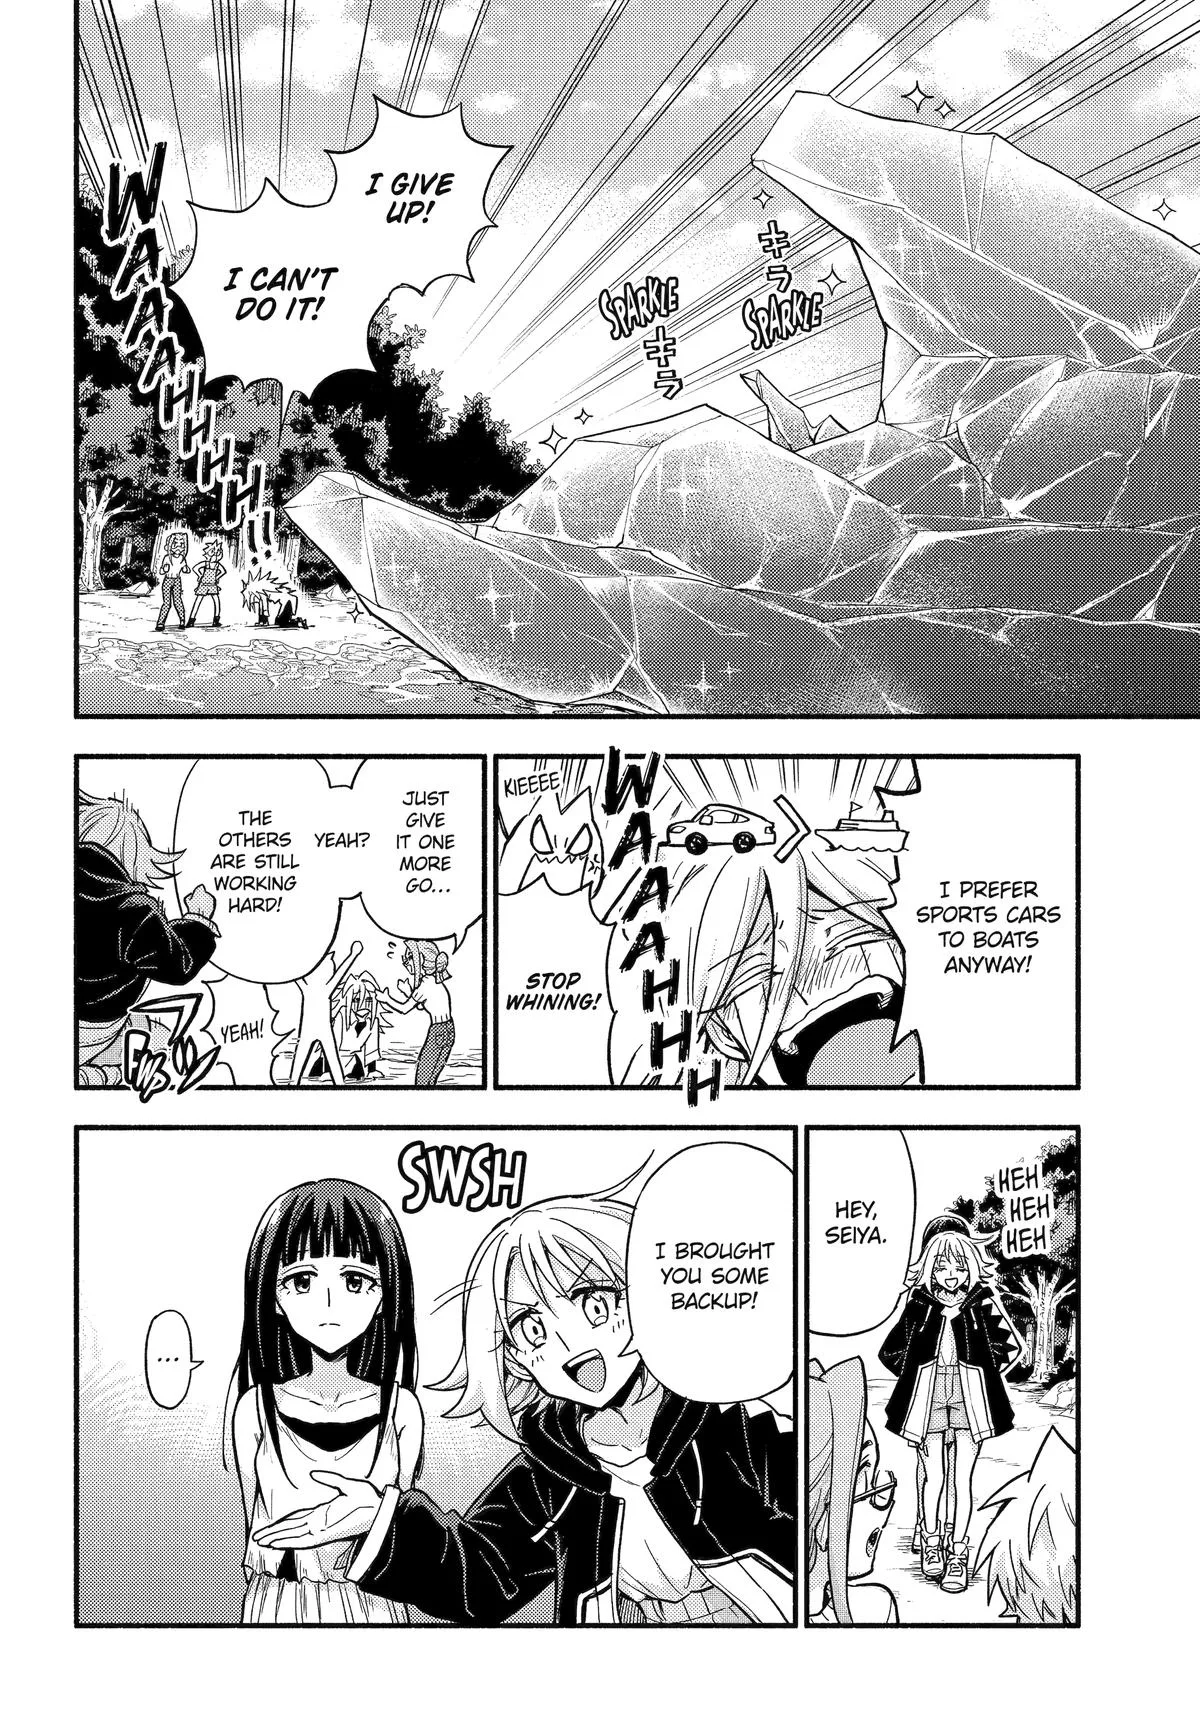 I GIVE
UP!
I CAN'T
DO IT!
WAAAAHHHHH!!
キラ
SPARKLE
キラ
SPARKLE
I PREFER
SPORTS CARS
TO BOATS
ANYWAY!
WAAAHHH
KIEEEE
STOP
WHINING!
JUST
GIVE
IT ONE
MORE
GO...
YEAH?
THE
OTHERS
ARE STILL
WORKING
HARD!
YEAH!
HEH
HEH
HEH
HEY,
SEIYA.
I BROUGHT
YOU SOME
BACKUP!
SWSH
...